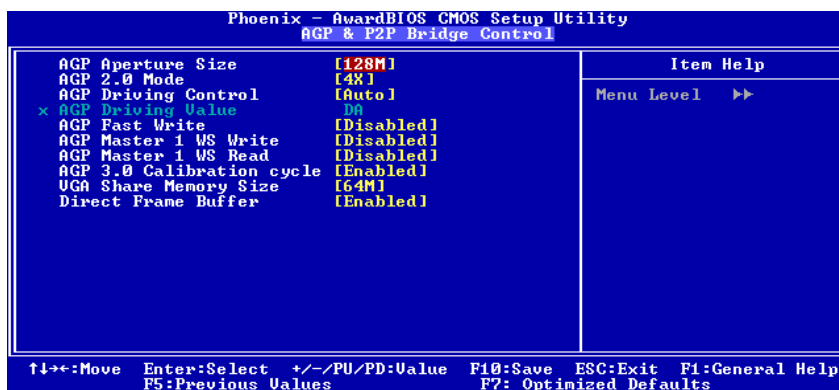 Phoenix - AwardBIOS CMOS Setup Utility
AGP & P2P Bridge Control
AGP Aperture Size [128M]
AGP 2.0 Mode [4X]
AGP Driving Control [Auto]
x AGP Driving Value DA
AGP Fast Write [Disabled]
AGP Master 1 WS Write [Disabled]
AGP Master 1 WS Read [Disabled]
AGP 3.0 Calibration cycle [Enabled]
VGA Share Memory Size [64M]
Direct Frame Buffer [Enabled]
Item Help
Menu Level ▸▸
↑↓→←:Move Enter:Select +/-/PU/PD:Value F10:Save ESC:Exit F1:General Help
F5:Previous Values F7: Optimized Defaults